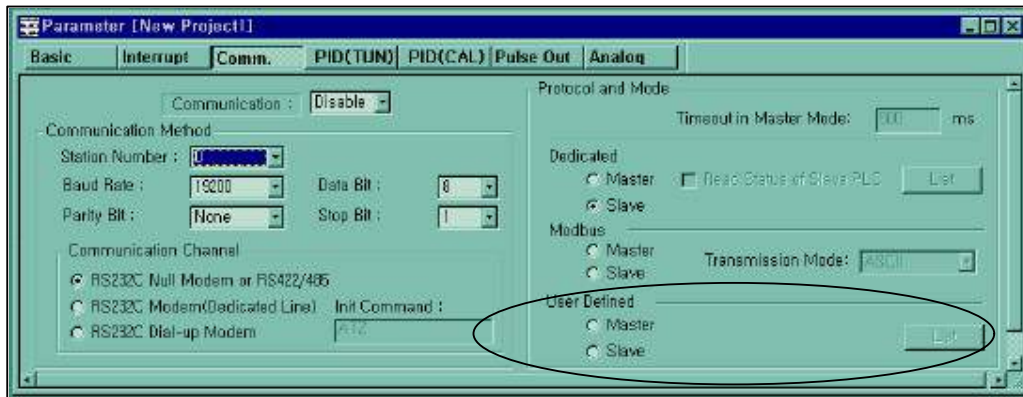 Parameter [New Project1]
Basic Interrupt Comm. PID(TUN) PID(CAL) Pulse Out Analog
Communication : Disable
Communication Method
Station Number : 0
Baud Rate : 19200 Data Bit : 8
Parity Bit : None Stop Bit : 1
Communication Channel
RS232C Null Modem or RS422/485
RS232C Modem(Dedicated Line) Init Command :
RS232C Dial-up Modem ATZ
Protocol and Mode
Timeout in Master Mode: 500 ms
Dedicated
Master Read Status of Slave PLC List
Slave
Modbus
Master
Transmission Mode: ASCII
Slave
User Defined
Master
List
Slave